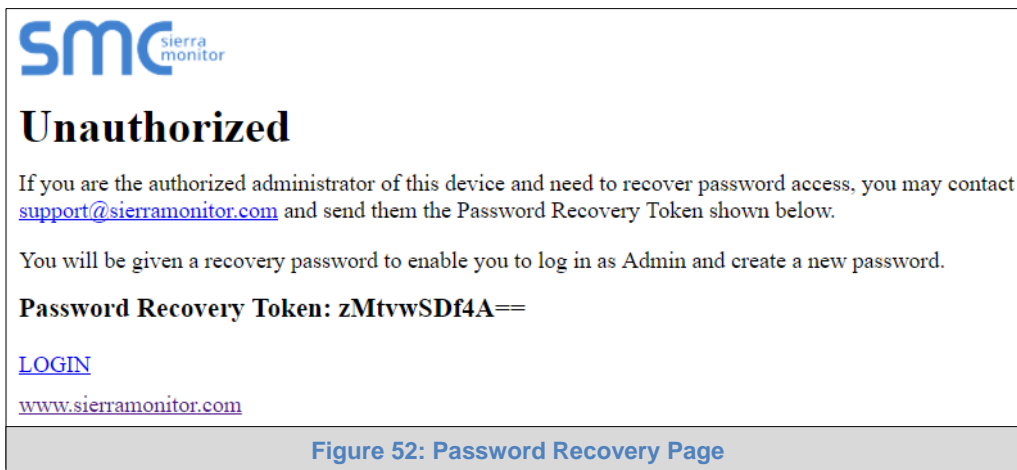 SMC sierra
monitor
Unauthorized
If you are the authorized administrator of this device and need to recover password access, you may contact
support@sierramonitor.com and send them the Password Recovery Token shown below.
You will be given a recovery password to enable you to log in as Admin and create a new password.
Password Recovery Token: zMtvwSDf4A==
LOGIN
www.sierramonitor.com
Figure 52: Password Recovery Page